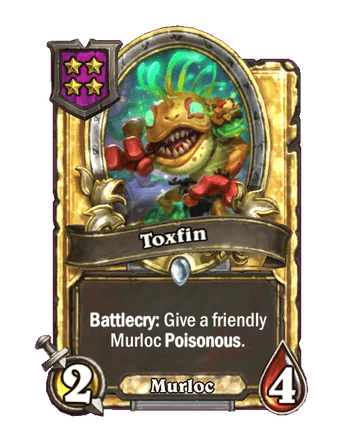 Toxfin
Battlecry: Give a friendly
Murloc Poisonous.
2
Murloc
4